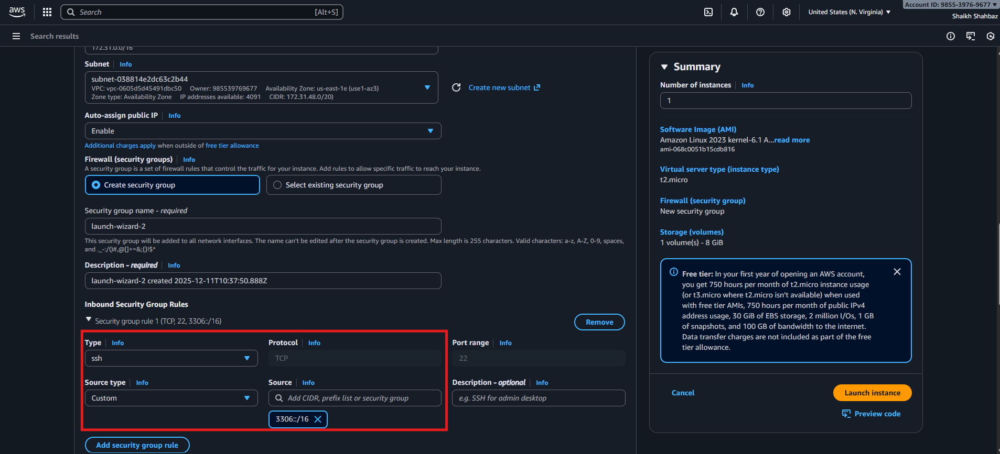 aws
Search [Alt+S]
United States (N. Virginia)
Account ID: 9855-3976-9677
Shaikh Shahbaz
Search results
172.31.0.0/16
Subnet Info
subnet-038814e2dc63c2b44
VPC: vpc-0605d5d45491dbc50 Owner: 985539769677 Availability Zone: us-east-1e (use1-az3)
Zone type: Availability Zone IP addresses available: 4091 CIDR: 172.31.48.0/20)
Create new subnet
Auto-assign public IP Info
Enable
Additional charges apply when outside of free tier allowance
Firewall (security groups) Info
A security group is a set of firewall rules that control the traffic for your instance. Add rules to allow specific traffic to reach your instance.
Create security group
Select existing security group
Security group name - required
launch-wizard-2
This security group will be added to all network interfaces. The name can't be edited after the security group is created. Max length is 255 characters. Valid characters: a-z, A-Z, 0-9, spaces,
and ._-:/()#,@[]+=&;{}!$*
Description - required Info
launch-wizard-2 created 2025-12-11T10:37:50.888Z
Inbound Security Group Rules
Security group rule 1 (TCP, 22, 3306::/16)
Remove
Type Info
Protocol Info
Port range Info
ssh
TCP
22
Source type Info
Source Info
Description - optional Info
Custom
Add CIDR, prefix list or security group
e.g. SSH for admin desktop
3306::/16
Add security group rule
Summary
Number of instances Info
1
Software Image (AMI)
Amazon Linux 2023 kernel-6.1 A...read more
ami-068c0051b15cdb816
Virtual server type (instance type)
t2.micro
Firewall (security group)
New security group
Storage (volumes)
1 volume(s) - 8 GiB
Free tier: In your first year of opening an AWS account,
you get 750 hours per month of t2.micro instance usage
(or t3.micro where t2.micro isn't available) when used
with free tier AMIs, 750 hours per month of public IPv4
address usage, 30 GiB of EBS storage, 2 million I/Os, 1 GB
of snapshots, and 100 GB of bandwidth to the internet.
Data transfer charges are not included as part of the free
tier allowance.
Cancel
Launch instance
Preview code